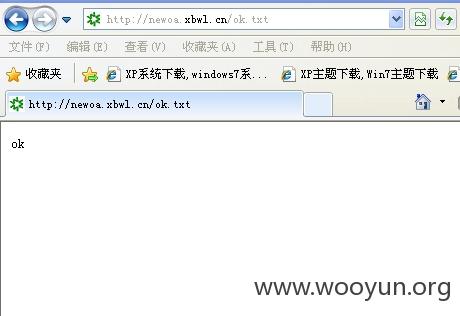 http://newoa.xbwl.cn/ok.txt
文件(F) 编辑(E) 查看(V) 收藏夹(A) 工具(T) 帮助(H)
收藏夹 XP系统下载,windows7系... XP主题下载,Win7主题下载
http://newoa.xbwl.cn/ok.txt
ok
www.wooyun.org